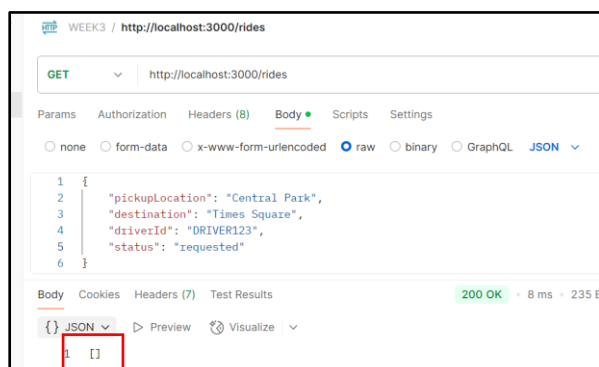 HTTP WEEK3 / http://localhost:3000/rides
GET http://localhost:3000/rides
Params Authorization Headers (8) Body Scripts Settings
none form-data x-www-form-urlencoded raw binary GraphQL JSON
1 {
2 "pickupLocation": "Central Park",
3 "destination": "Times Square",
4 "driverId": "DRIVER123",
5 "status": "requested"
6 }
Body Cookies Headers (7) Test Results 200 OK • 8 ms • 235
{} JSON Preview Visualize
1 []